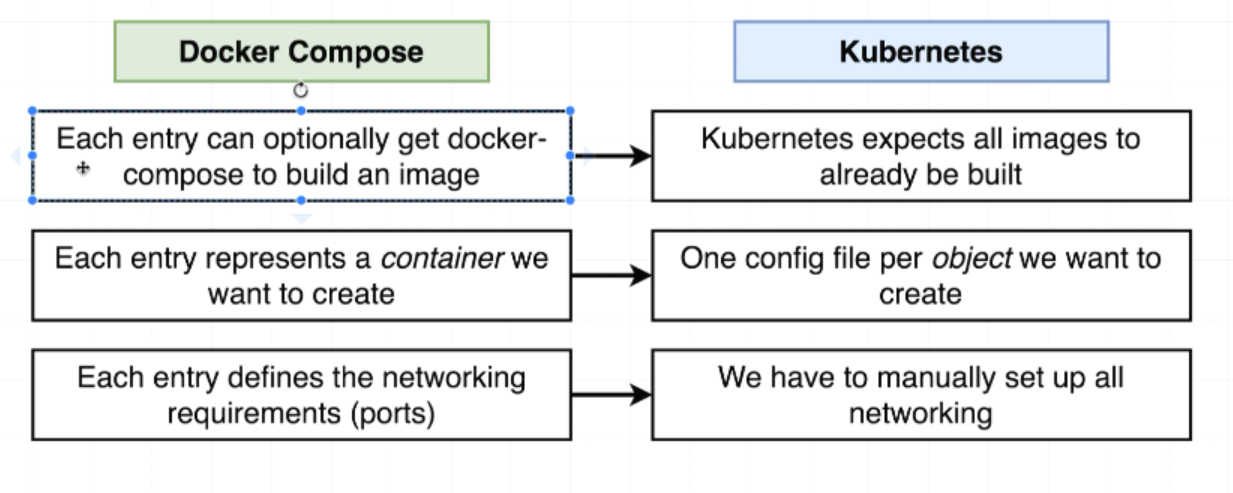 Docker Compose
Kubernetes
Each entry can optionally get docker-
compose to build an image
Kubernetes expects all images to
already be built
Each entry represents a container we
want to create
One config file per object we want to
create
Each entry defines the networking
requirements (ports)
We have to manually set up all
networking